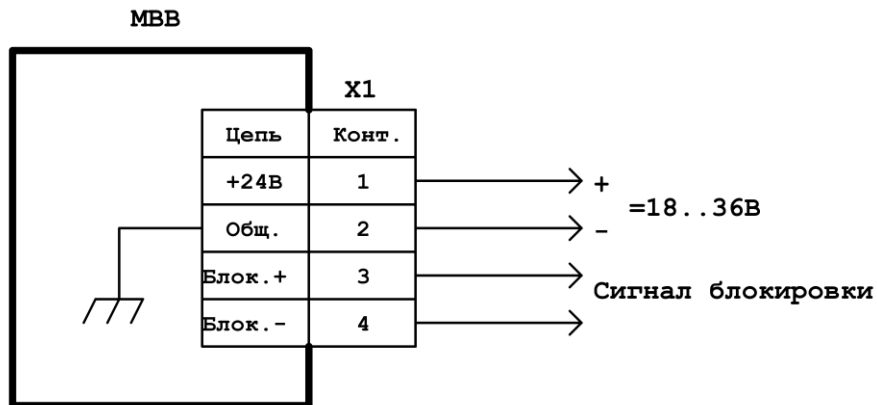 МВВ
X1
Цепь Конт.
+24В 1 +
=18..36В
Общ. 2 -
Блок.+ 3
Сигнал блокировки
Блок.- 4